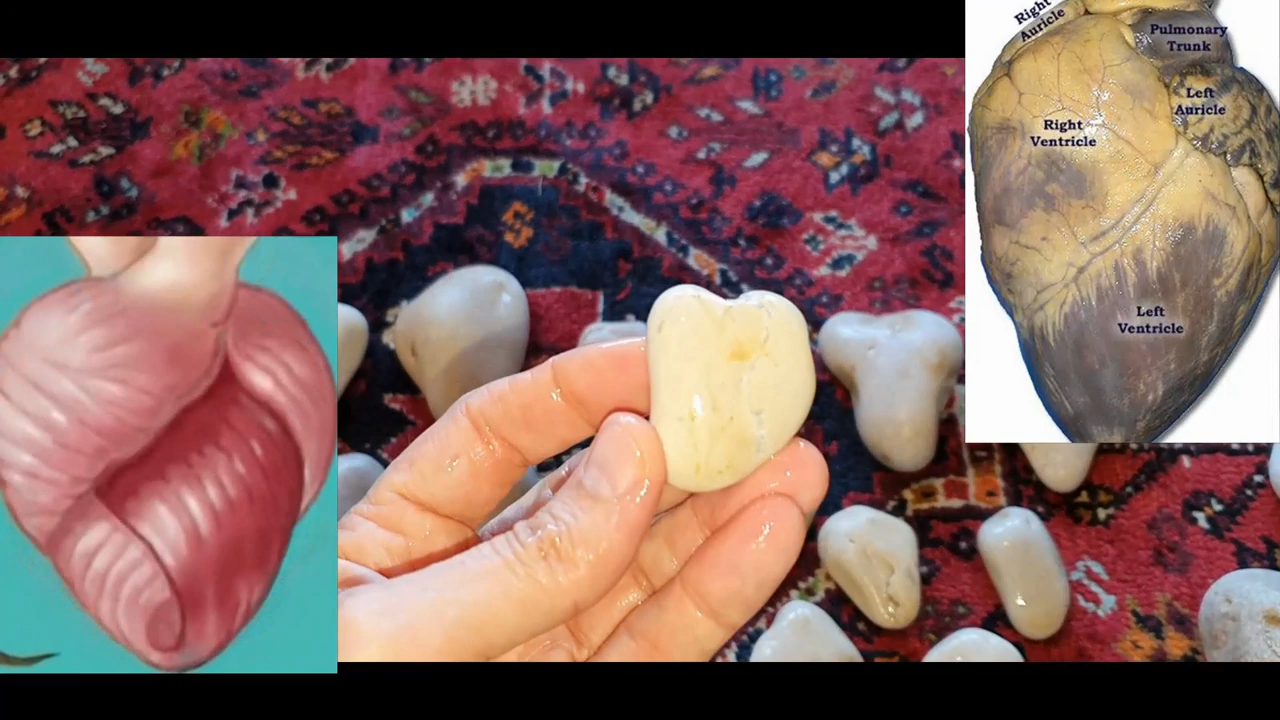 Right
Auricle
Pulmonary
Trunk
Left
Auricle
Right
Ventricle
Left
Ventricle